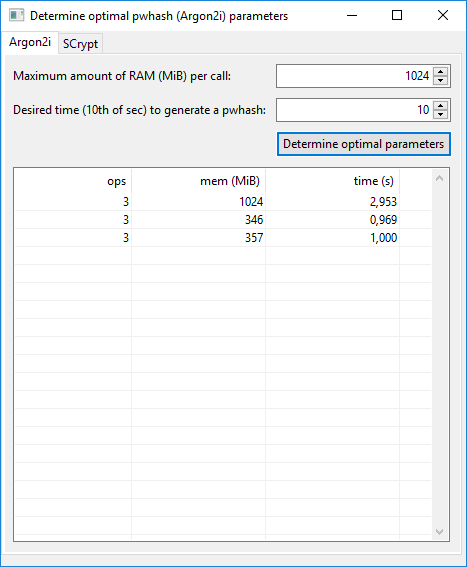 Determine optimal pwhash (Argon2i) parameters
Argon2i SCrypt
Maximum amount of RAM (MiB) per call: 1024
Desired time (10th of sec) to generate a pwhash: 10
Determine optimal parameters
ops mem (MiB) time (s)
3 1024 2,953
3 346 0,969
3 357 1,000